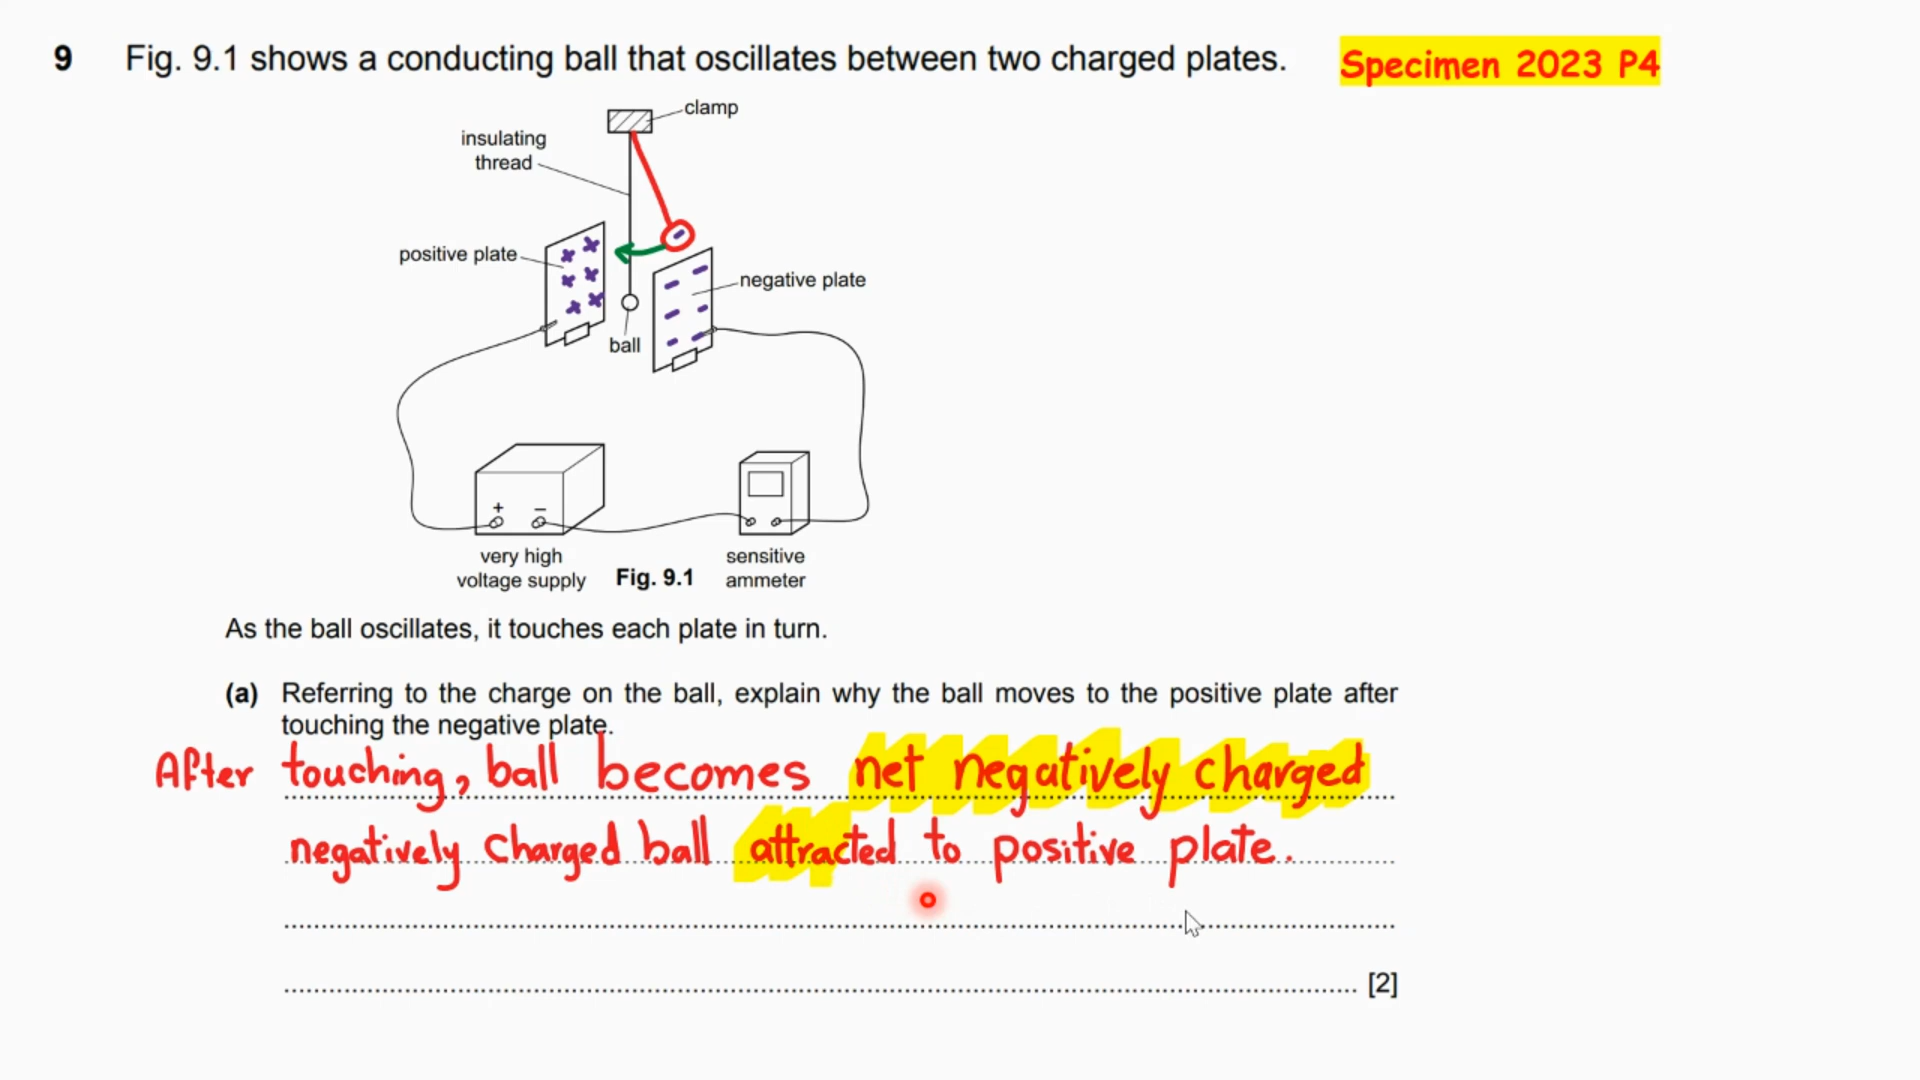 9 Fig. 9.1 shows a conducting ball that oscillates between two charged plates.
Specimen 2023 P4
clamp
insulating
thread
positive plate
negative plate
ball
+ –
very high
voltage supply
Fig. 9.1
sensitive
ammeter
As the ball oscillates, it touches each plate in turn.
(a) Referring to the charge on the ball, explain why the ball moves to the positive plate after
touching the negative plate.
After touching, ball becomes net negatively charged
negatively charged ball attracted to positive plate.
[2]